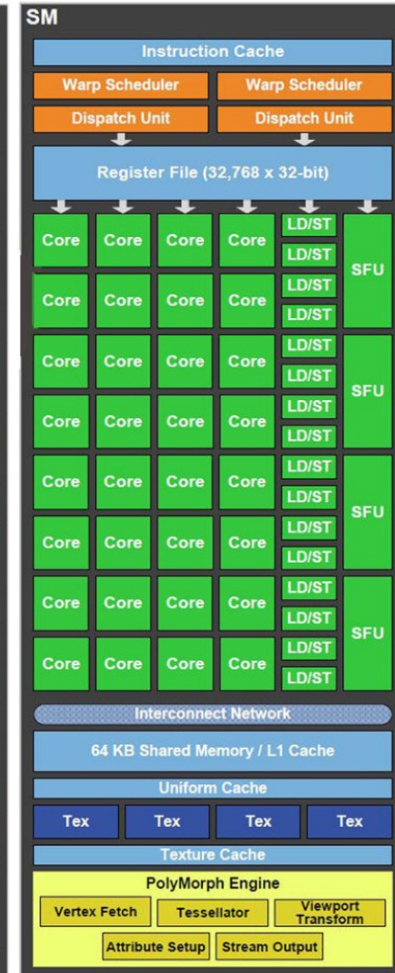 SM
Instruction Cache
Warp Scheduler Warp Scheduler
Dispatch Unit Dispatch Unit
Register File (32,768 x 32-bit)
LD/ST
Core Core Core Core
LD/ST
SFU
LD/ST
Core Core Core Core
LD/ST
LD/ST
Core Core Core Core
LD/ST
SFU
LD/ST
Core Core Core Core
LD/ST
LD/ST
Core Core Core Core
LD/ST
SFU
LD/ST
Core Core Core Core
LD/ST
LD/ST
Core Core Core Core
LD/ST
SFU
LD/ST
Core Core Core Core
LD/ST
Interconnect Network
64 KB Shared Memory / L1 Cache
Uniform Cache
Tex Tex Tex Tex
Texture Cache
PolyMorph Engine
Vertex Fetch Tessellator Viewport
Transform
Attribute Setup Stream Output